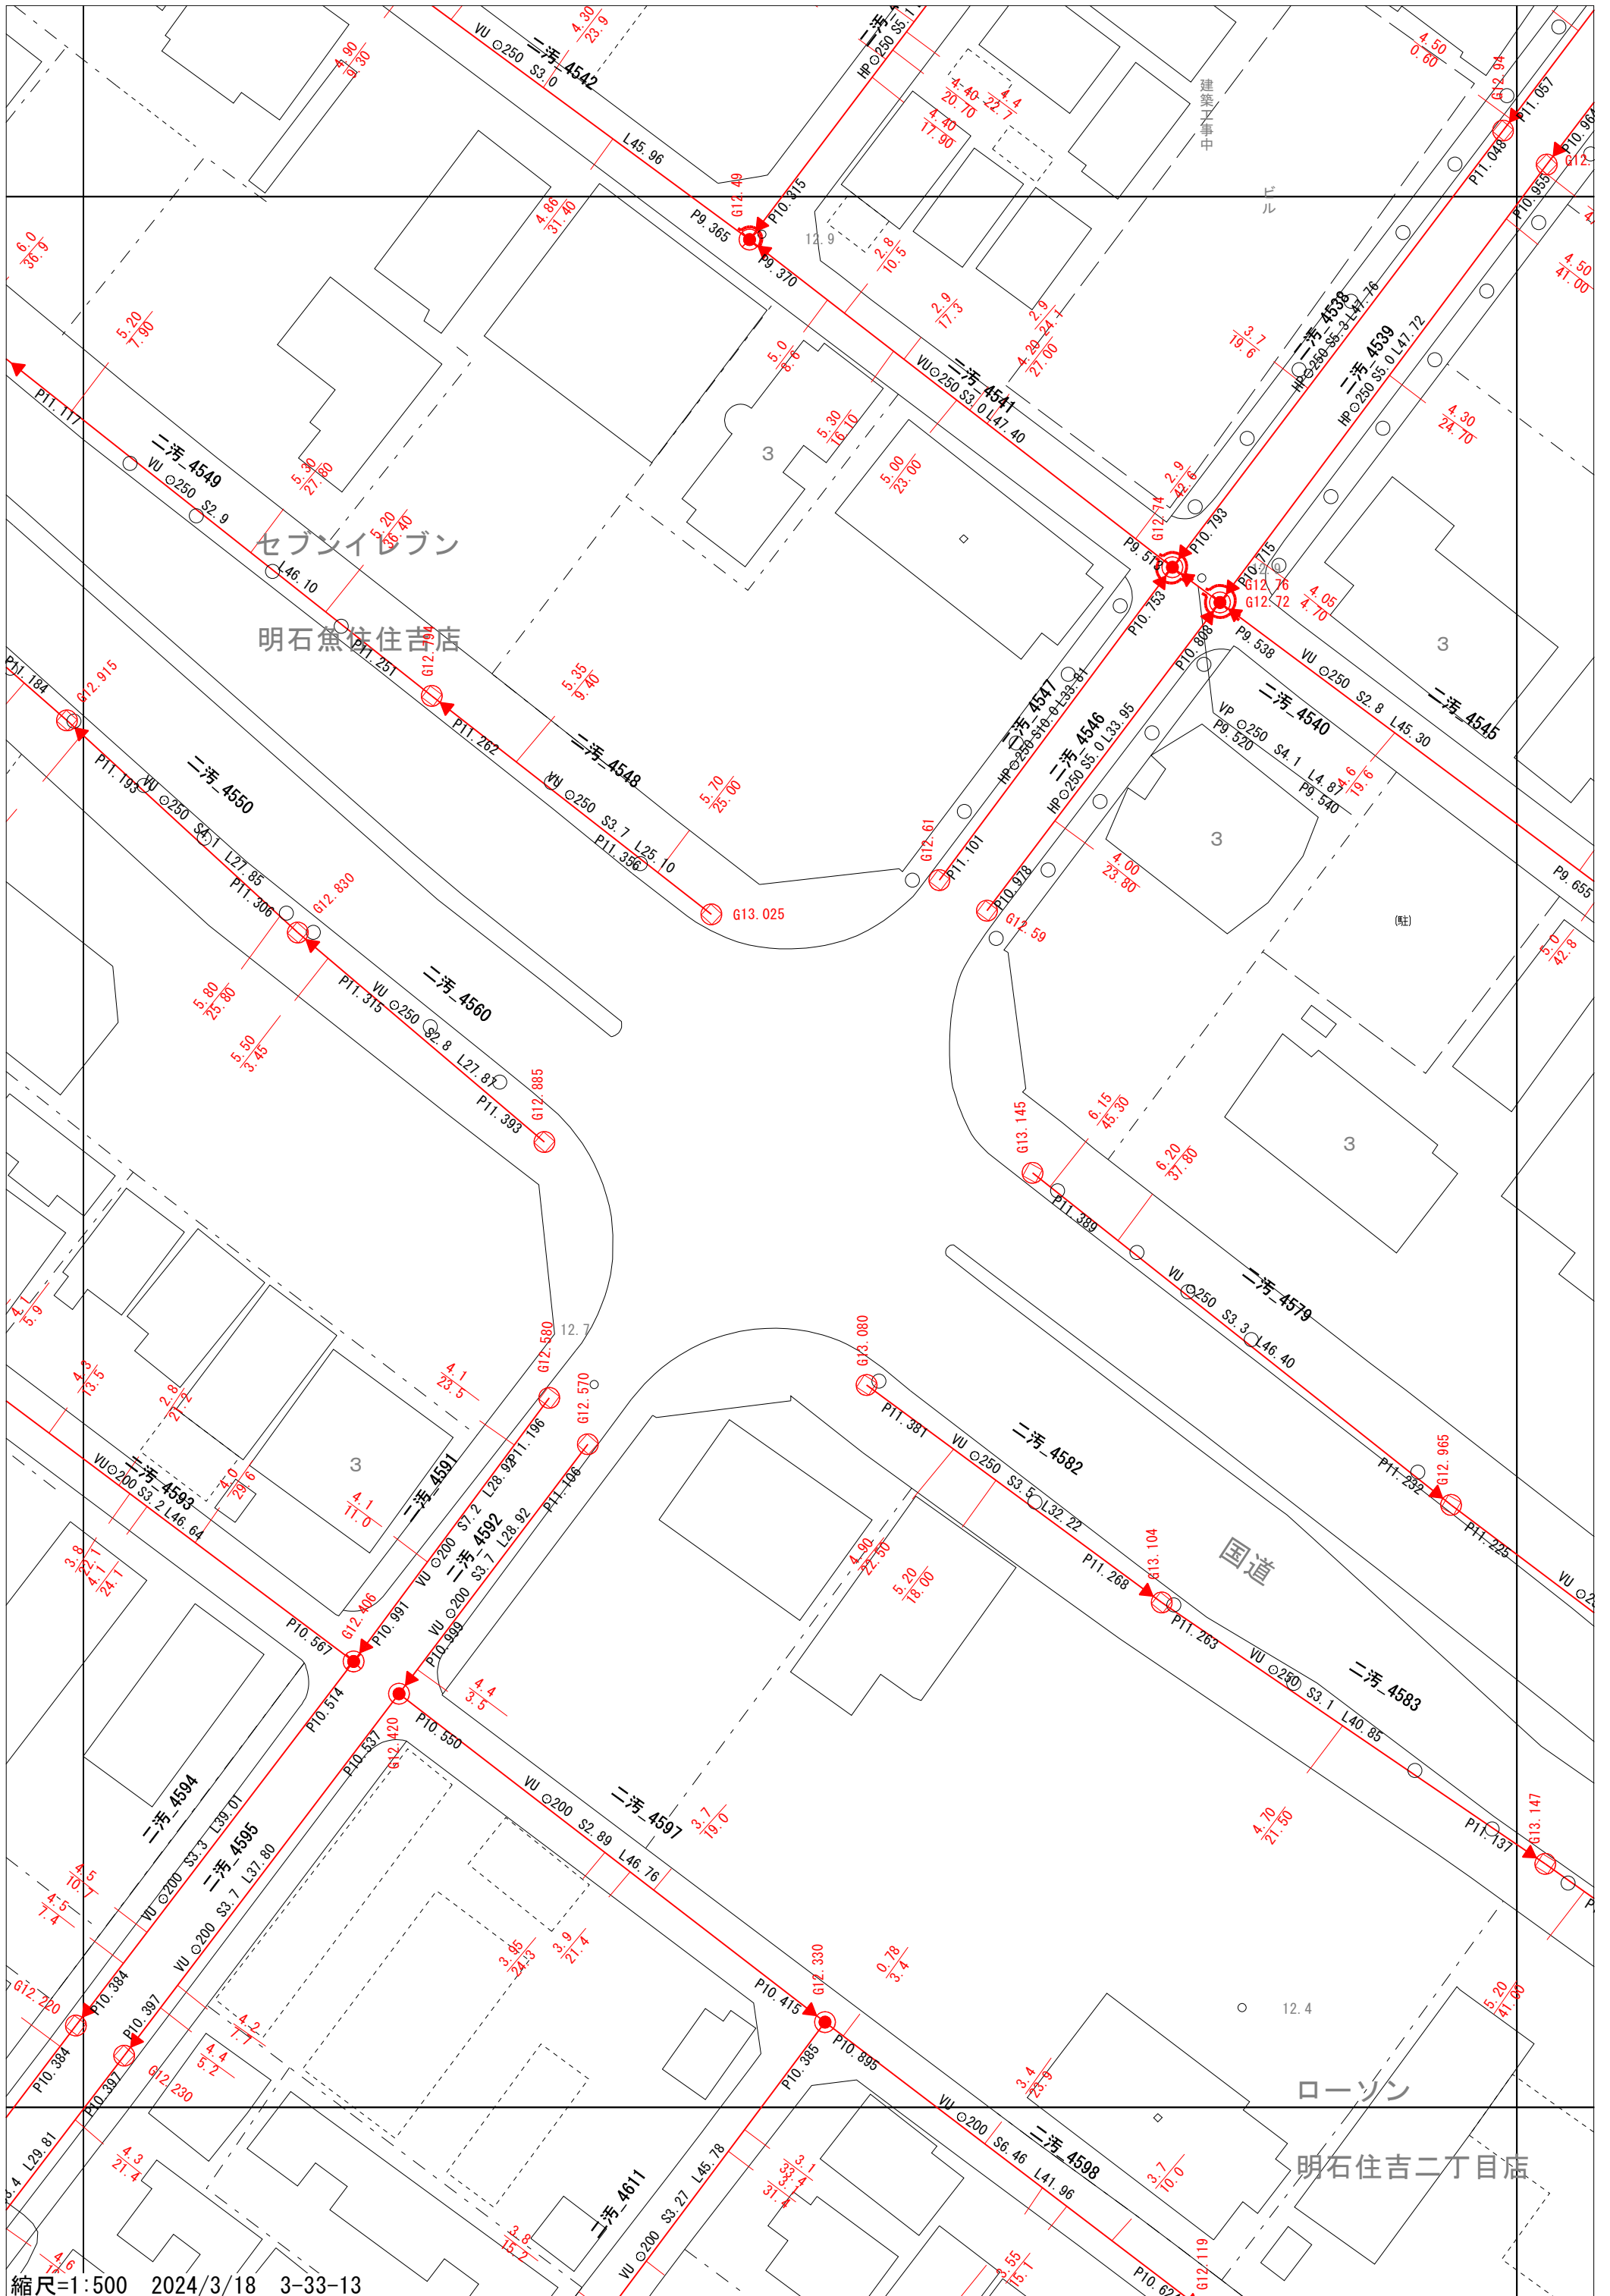 二汚_4542
VU ⊙250 S3.0
L45.96
P9.365
4.30
23.9
4.90
9.30
4.86
31.40
G12.49
P10.315
HP⊙250 S5.1
12.9
P9.370
4.40
20.70
4.4
22.7
4.40
17.90
建築工事中
ビル
4.50
0.60
G12.94
P11.057
P11.048
P10.964
P10.955
4.50
41.00
6.0
36.9
5.20
7.90
2.8
10.5
2.9
17.3
2.9
24.1
4.20
27.00
3.7
19.6
二汚_4538
HP⊙250 S5.3 L47.76
二汚_4539
HP⊙250 S5.0 L47.72
4.30
24.70
二汚_4541
VU⊙250 S3.0 L47.40
5.0
8.6
5.30
16.10
3
5.00
23.00
2.9
42.6
G12.74
P9.513
P10.793
P10.715
12.9
G12.76
G12.72
4.05
4.70
3
P11.117
二汚_4549
VU ⊙250 S2.9
L46.10
5.30
27.80
5.20
36.40
セブンイレブン
明石魚住住吉店
P11.251
G12.794
P11.262
5.35
9.40
二汚_4548
VU ⊙250 S3.7 L25.10
P11.356
5.70
25.00
G13.025
P10.753
P10.808
二汚_4547
HP⊙250 S10.0 L33.81
二汚_4546
HP⊙250 S5.0 L33.95
G12.61
P11.101
P10.978
G12.59
P9.538
VU ⊙250 S2.8 L45.30
二汚_4545
二汚_4540
VP ⊙250 S4.1 L4.87
P9.520
P9.540
4.6
19.6
3
4.00
23.80
P9.655
(駐)
5.0
42.8
P11.184
G12.915
P11.193
二汚_4550
VU ⊙250 S4.1 L27.85
P11.306
G12.830
5.80
25.80
5.50
3.45
P11.315
二汚_4560
VU ⊙250 S2.8 L27.87
P11.393
G12.885
G13.145
6.15
45.30
6.20
37.80
3
P11.389
二汚_4579
VU ⊙250 S3.3 L46.40
P11.232
G12.965
P11.225
4.1
5.9
4.3
13.5
2.8
21.2
4.0
29.6
3
4.1
23.5
4.1
11.0
G12.580
12.7
G12.570
P11.196
P11.106
二汚_4591
VU ⊙200 S7.2 L28.92
二汚_4592
VU ⊙200 S3.7 L28.92
二汚_4593
VU⊙200 S3.2 L46.64
3.8
22.1
4.1
24.1
P10.567
G12.406
P10.991
P10.999
P10.514
P10.537
G12.420
P10.550
4.4
3.5
G13.080
P11.381
二汚_4582
VU ⊙250 S3.5 L32.22
4.90
22.50
5.20
18.00
P11.268
G13.104
P11.263
国道
二汚_4583
VU ⊙250 S3.1 L40.85
4.70
21.50
P11.137
G13.147
二汚_4594
VU ⊙200 S3.3 L39.01
二汚_4595
VU ⊙200 S3.7 L37.80
4.5
10.7
4.5
7.4
二汚_4597
VU ⊙200 S2.89 L46.76
3.7
19.0
3.95
24.3
3.9
21.4
G12.220
P10.384
P10.384
P10.397
P10.397
G12.230
4.2
7.7
4.4
5.2
4.3
21.4
L29.81
P10.415
G12.330
0.78
3.4
P10.385
P10.895
12.4
5.20
41.00
3.4
23.9
ローソン
明石住吉二丁目店
VU ⊙200 S6.46 L41.96
二汚_4598
3.7
10.0
3.1
33.4
3.1
31.4
二汚_4611
VU ⊙200 S3.27 L45.78
3.8
15.2
3.55
15.1
G12.119
縮尺=1:500 2024/3/18 3-33-13